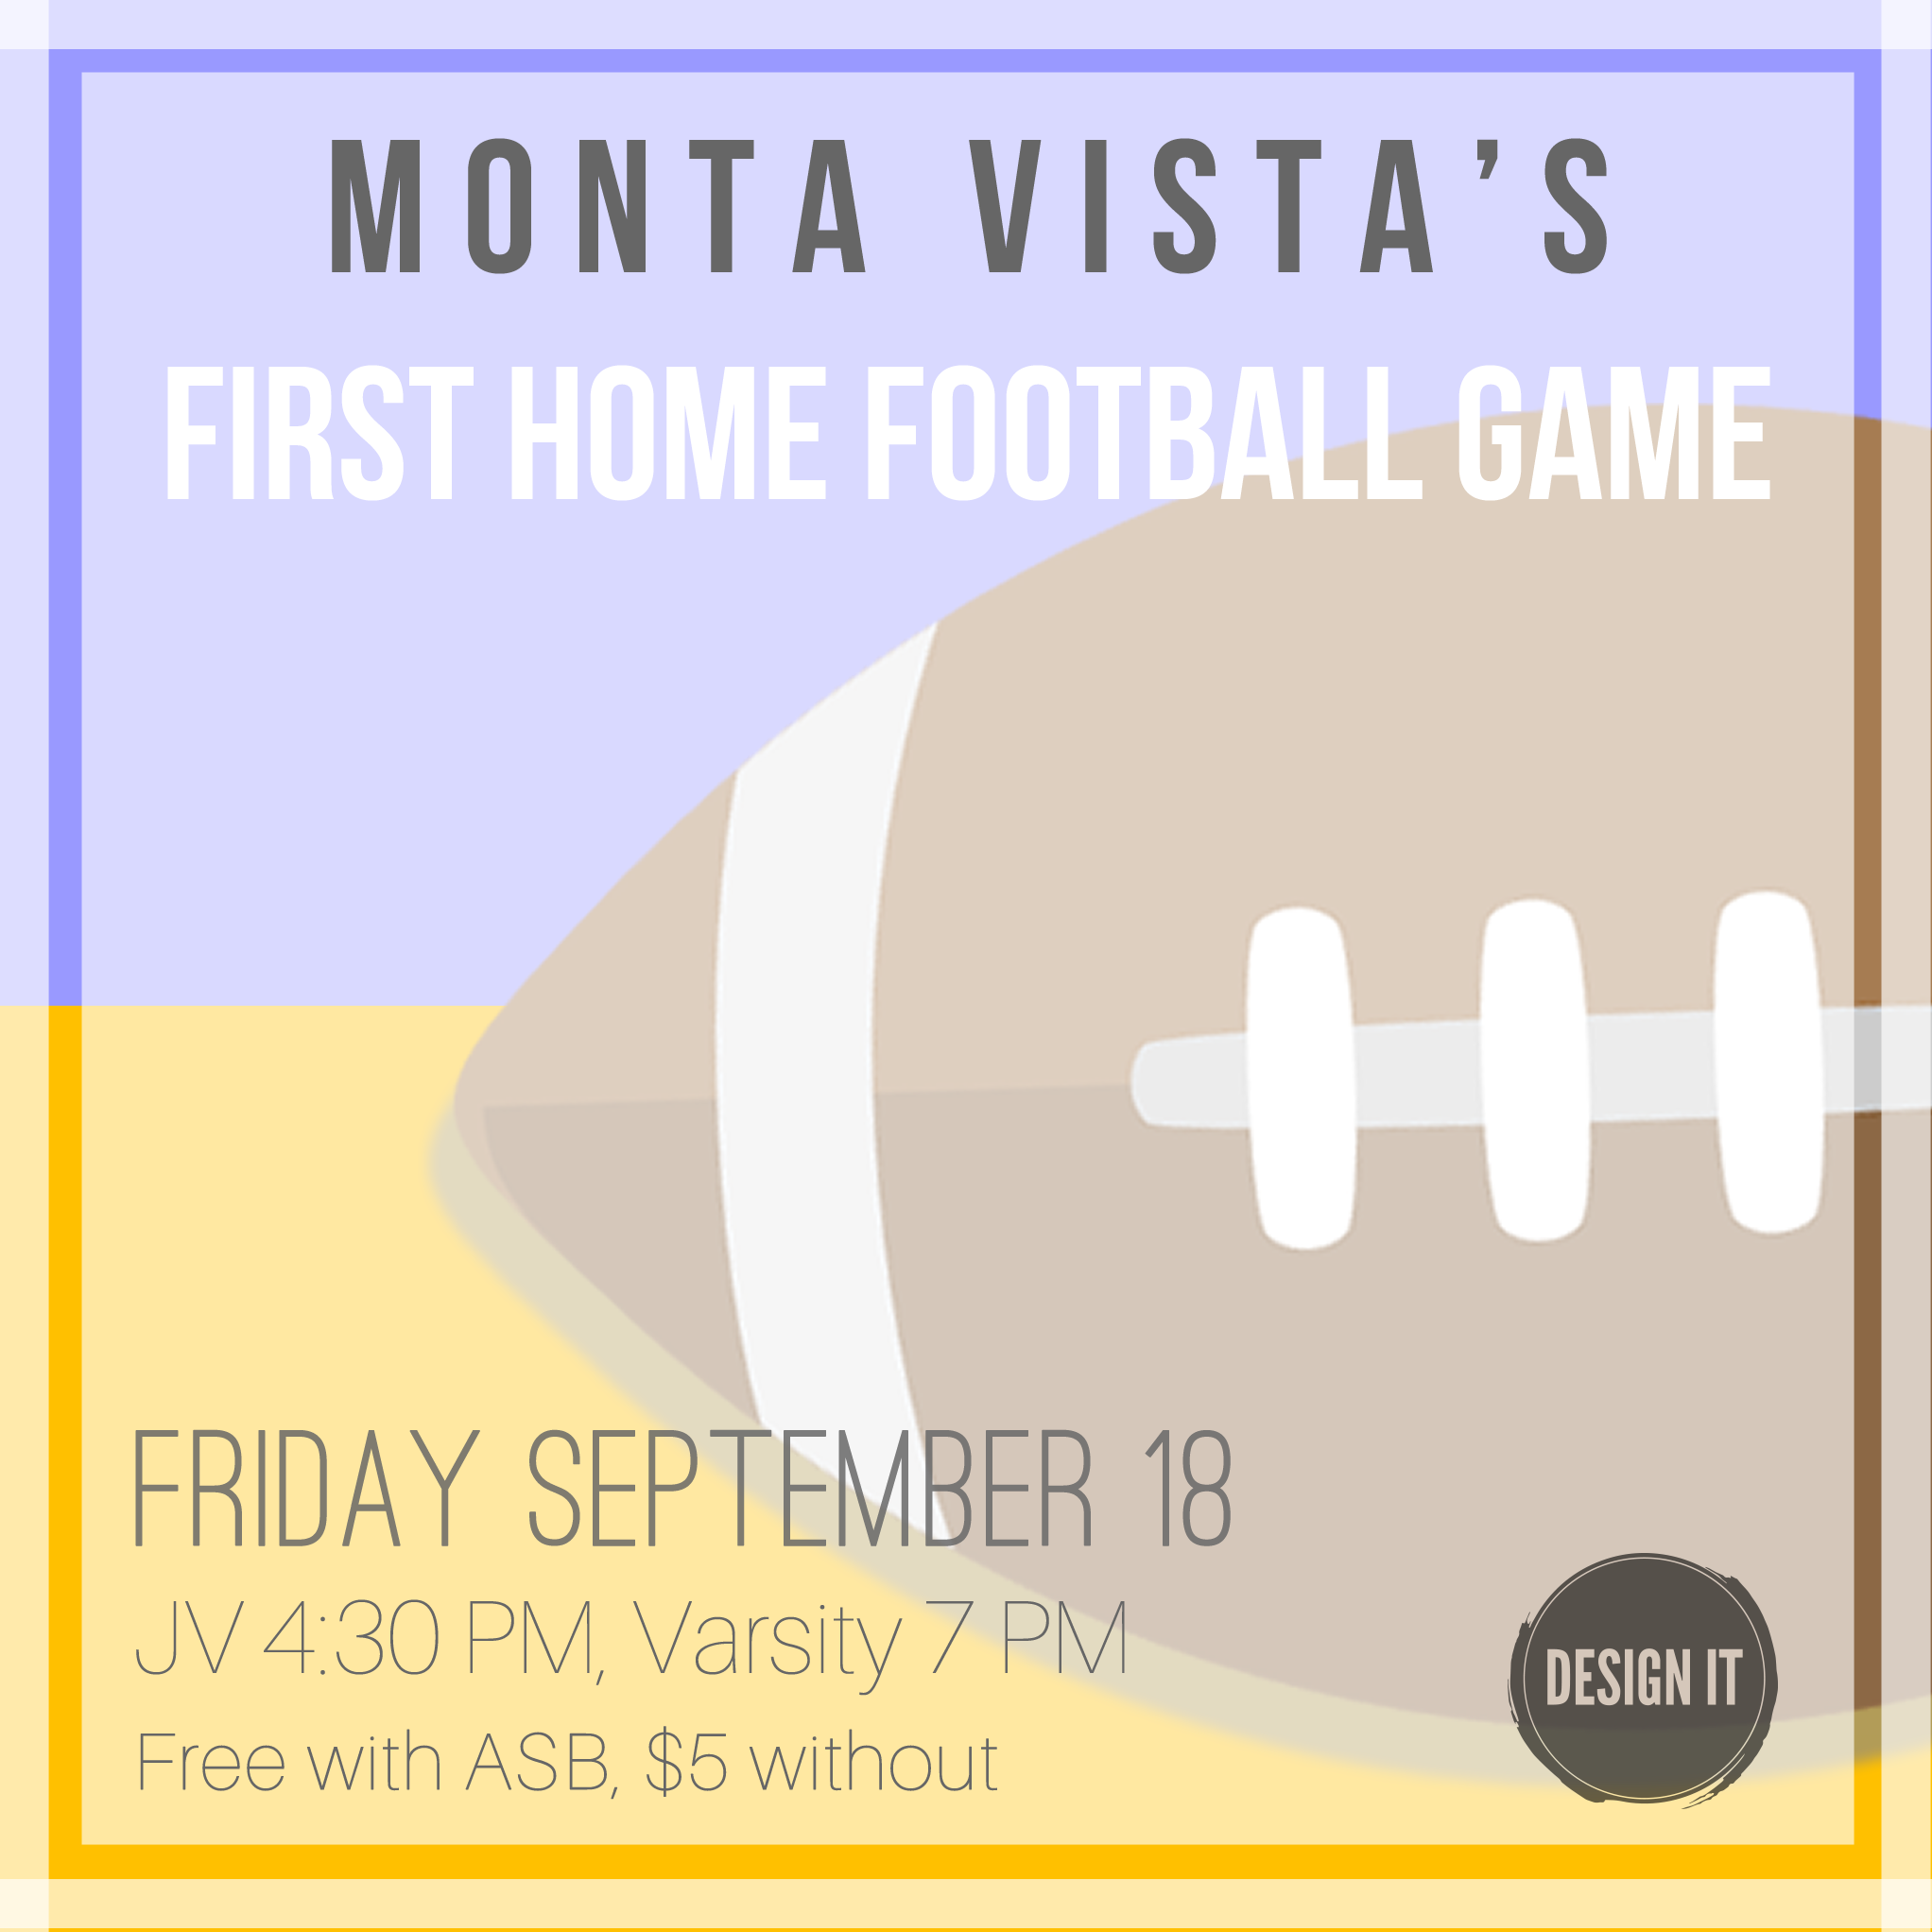 MONTA VISTA’S
FIRST HOME FOOTBALL GAME
FRIDAY SEPTEMBER 18
JV 4:30 PM, Varsity 7 PM
Free with ASB, $5 without
DESIGN IT